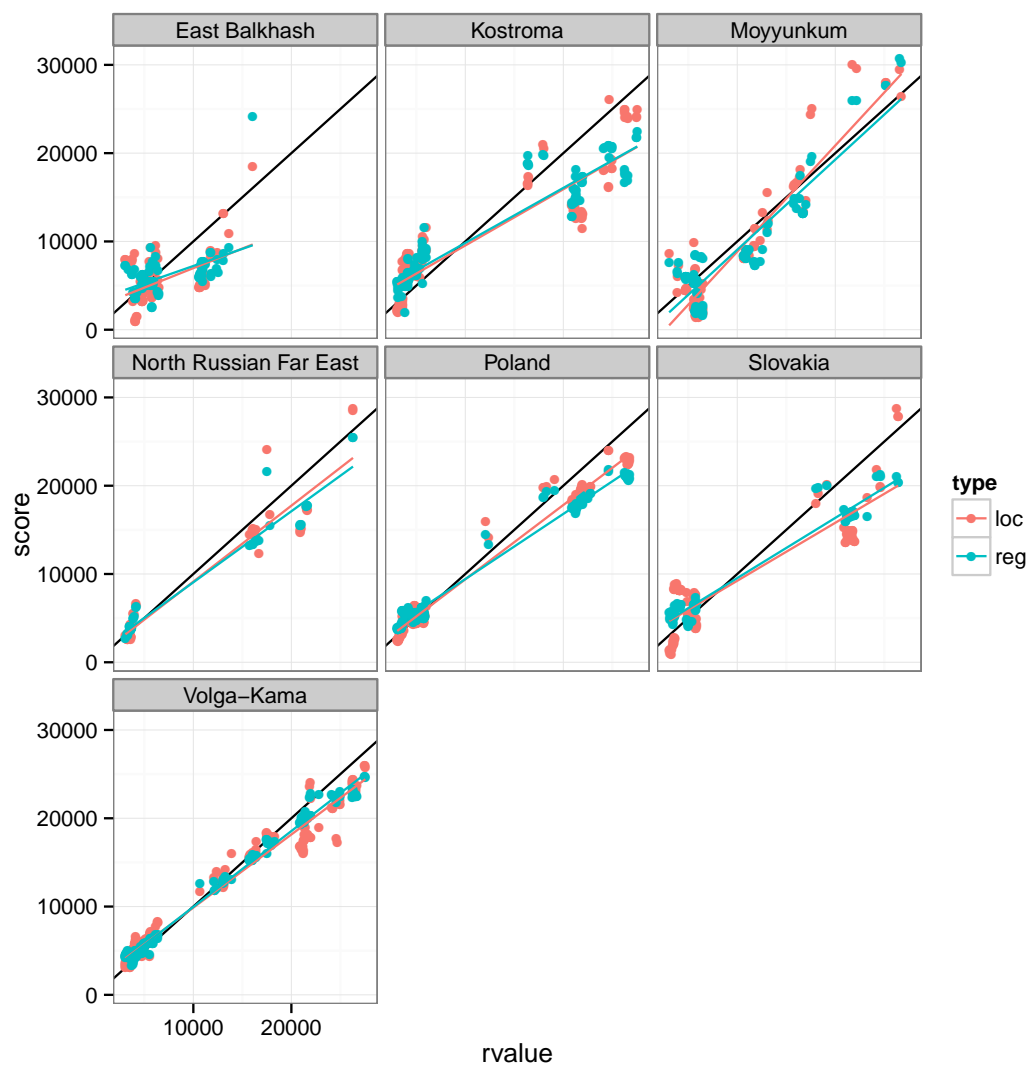 East Balkhash
Kostroma
Moyyunkum
30000
20000
10000
0
North Russian Far East
Poland
Slovakia
30000
20000
10000
0
score
type
loc
reg
Volga−Kama
30000
20000
10000
0
10000
20000
rvalue